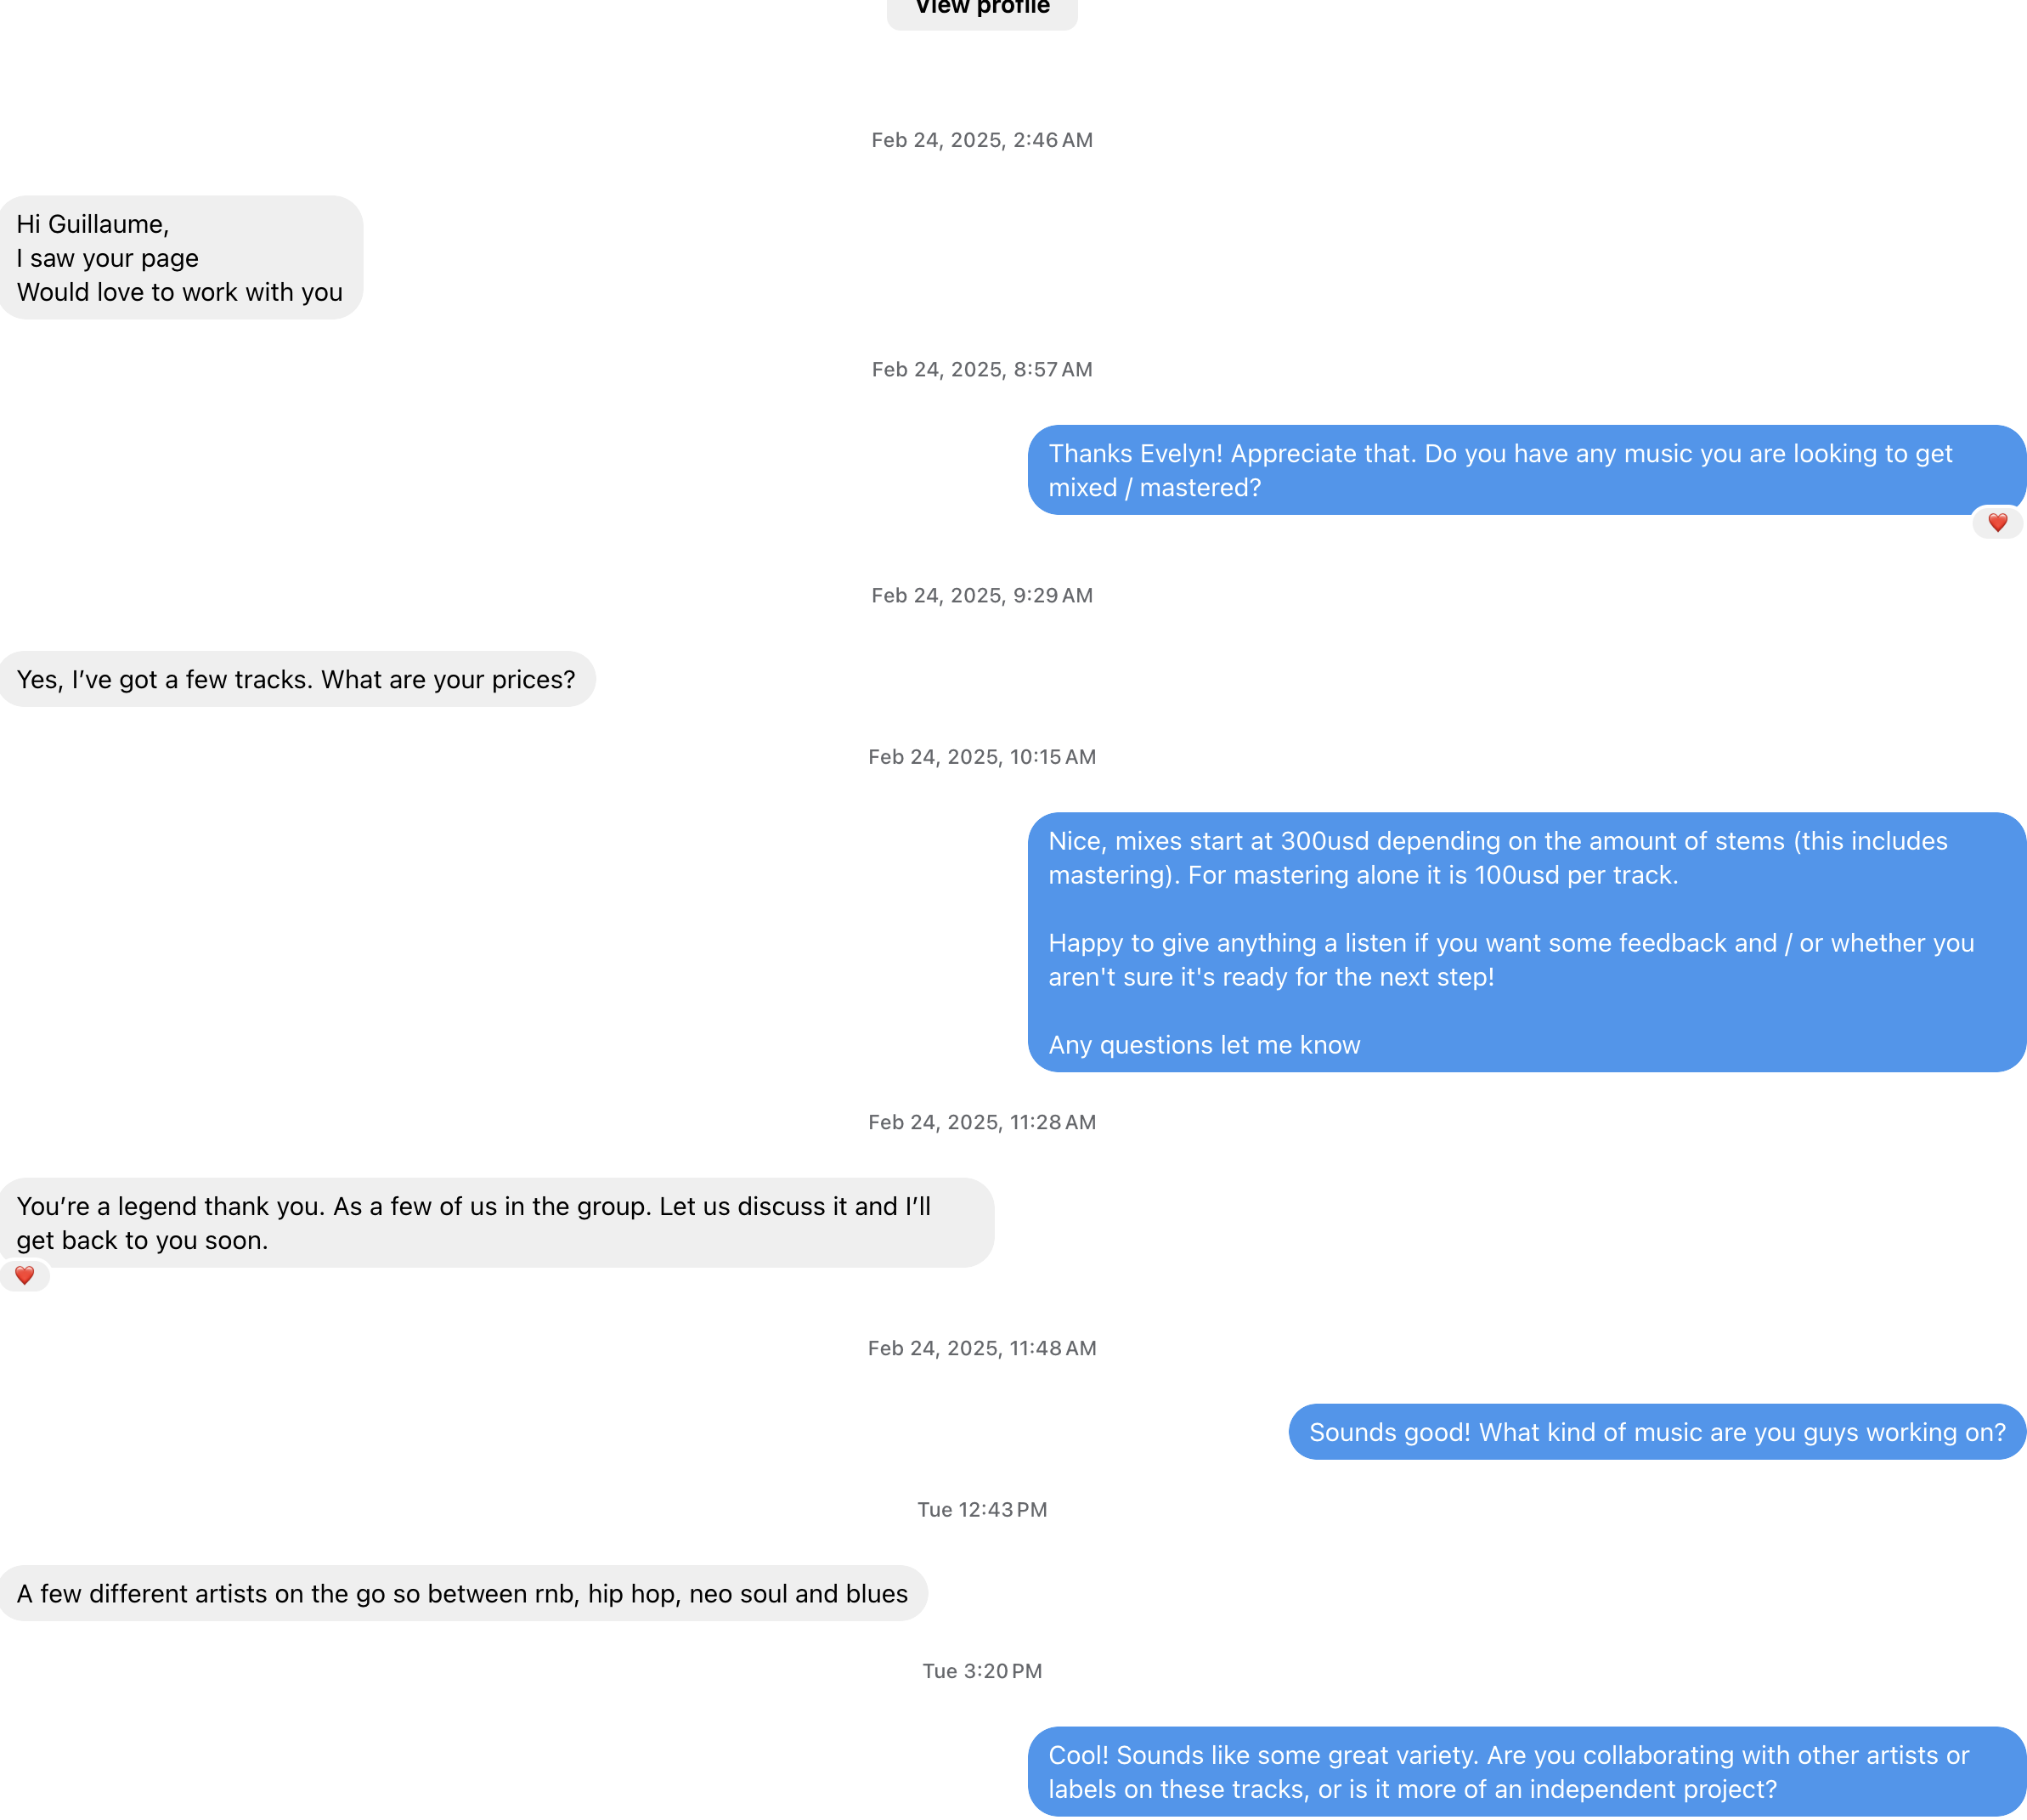 View profile
Feb 24, 2025, 2:46 AM
Hi Guillaume,
I saw your page
Would love to work with you
Feb 24, 2025, 8:57 AM
Thanks Evelyn! Appreciate that. Do you have any music you are looking to get
mixed / mastered?
❤️
Feb 24, 2025, 9:29 AM
Yes, I’ve got a few tracks. What are your prices?
Feb 24, 2025, 10:15 AM
Nice, mixes start at 300usd depending on the amount of stems (this includes
mastering). For mastering alone it is 100usd per track.
Happy to give anything a listen if you want some feedback and / or whether you
aren't sure it's ready for the next step!
Any questions let me know
Feb 24, 2025, 11:28 AM
You’re a legend thank you. As a few of us in the group. Let us discuss it and I’ll
get back to you soon.
❤️
Feb 24, 2025, 11:48 AM
Sounds good! What kind of music are you guys working on?
Tue 12:43 PM
A few different artists on the go so between rnb, hip hop, neo soul and blues
Tue 3:20 PM
Cool! Sounds like some great variety. Are you collaborating with other artists or
labels on these tracks, or is it more of an independent project?